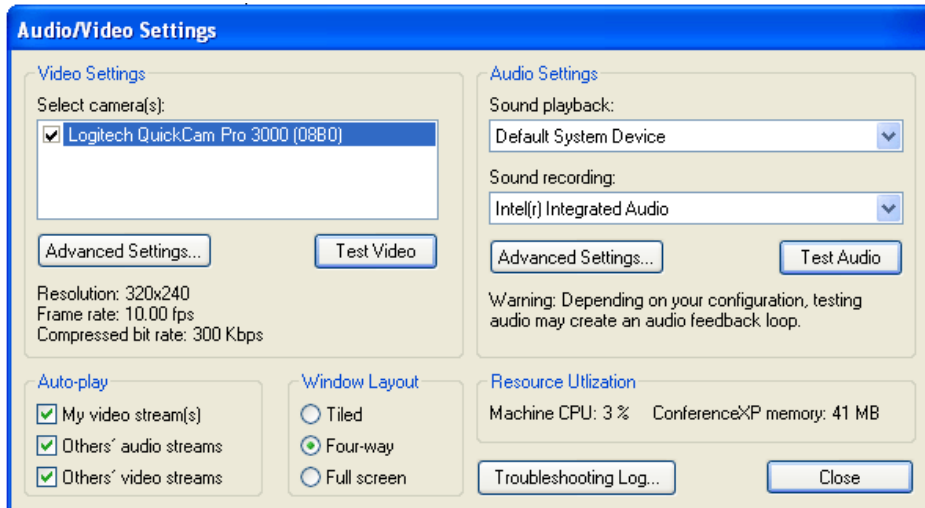 Audio/Video Settings
Video Settings
Select camera(s):
Logitech QuickCam Pro 3000 (08B0)
Advanced Settings...
Test Video
Resolution: 320x240
Frame rate: 10.00 fps
Compressed bit rate: 300 Kbps
Audio Settings
Sound playback:
Default System Device
Sound recording:
Intel(r) Integrated Audio
Advanced Settings...
Test Audio
Warning: Depending on your configuration, testing
audio may create an audio feedback loop.
Auto-play
My video stream(s)
Others´ audio streams
Others´ video streams
Window Layout
Tiled
Four-way
Full screen
Resource Utlization
Machine CPU: 3 % ConferenceXP memory: 41 MB
Troubleshooting Log...
Close